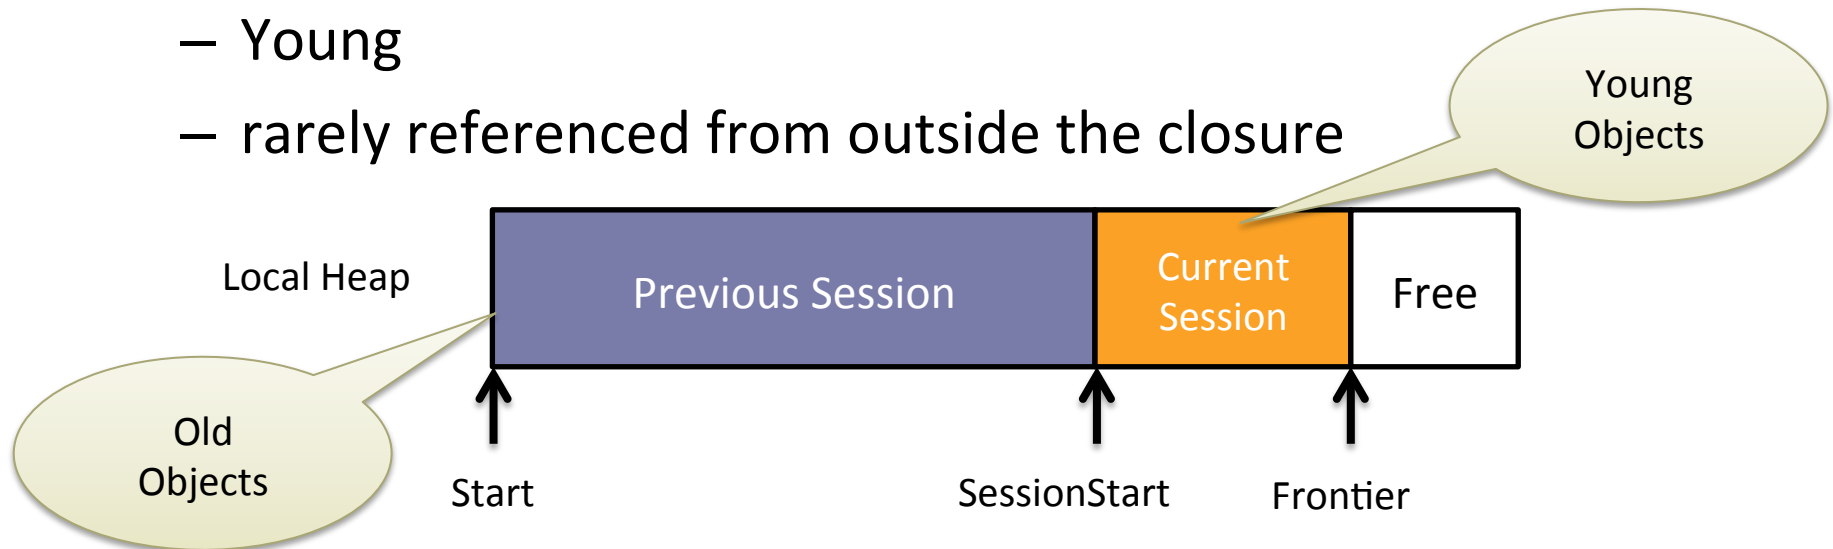 – Young
– rarely referenced from outside the closure
Young
Objects
Local Heap
Previous Session
Current
Session
Free
Old
Objects
Start
SessionStart
Frontier